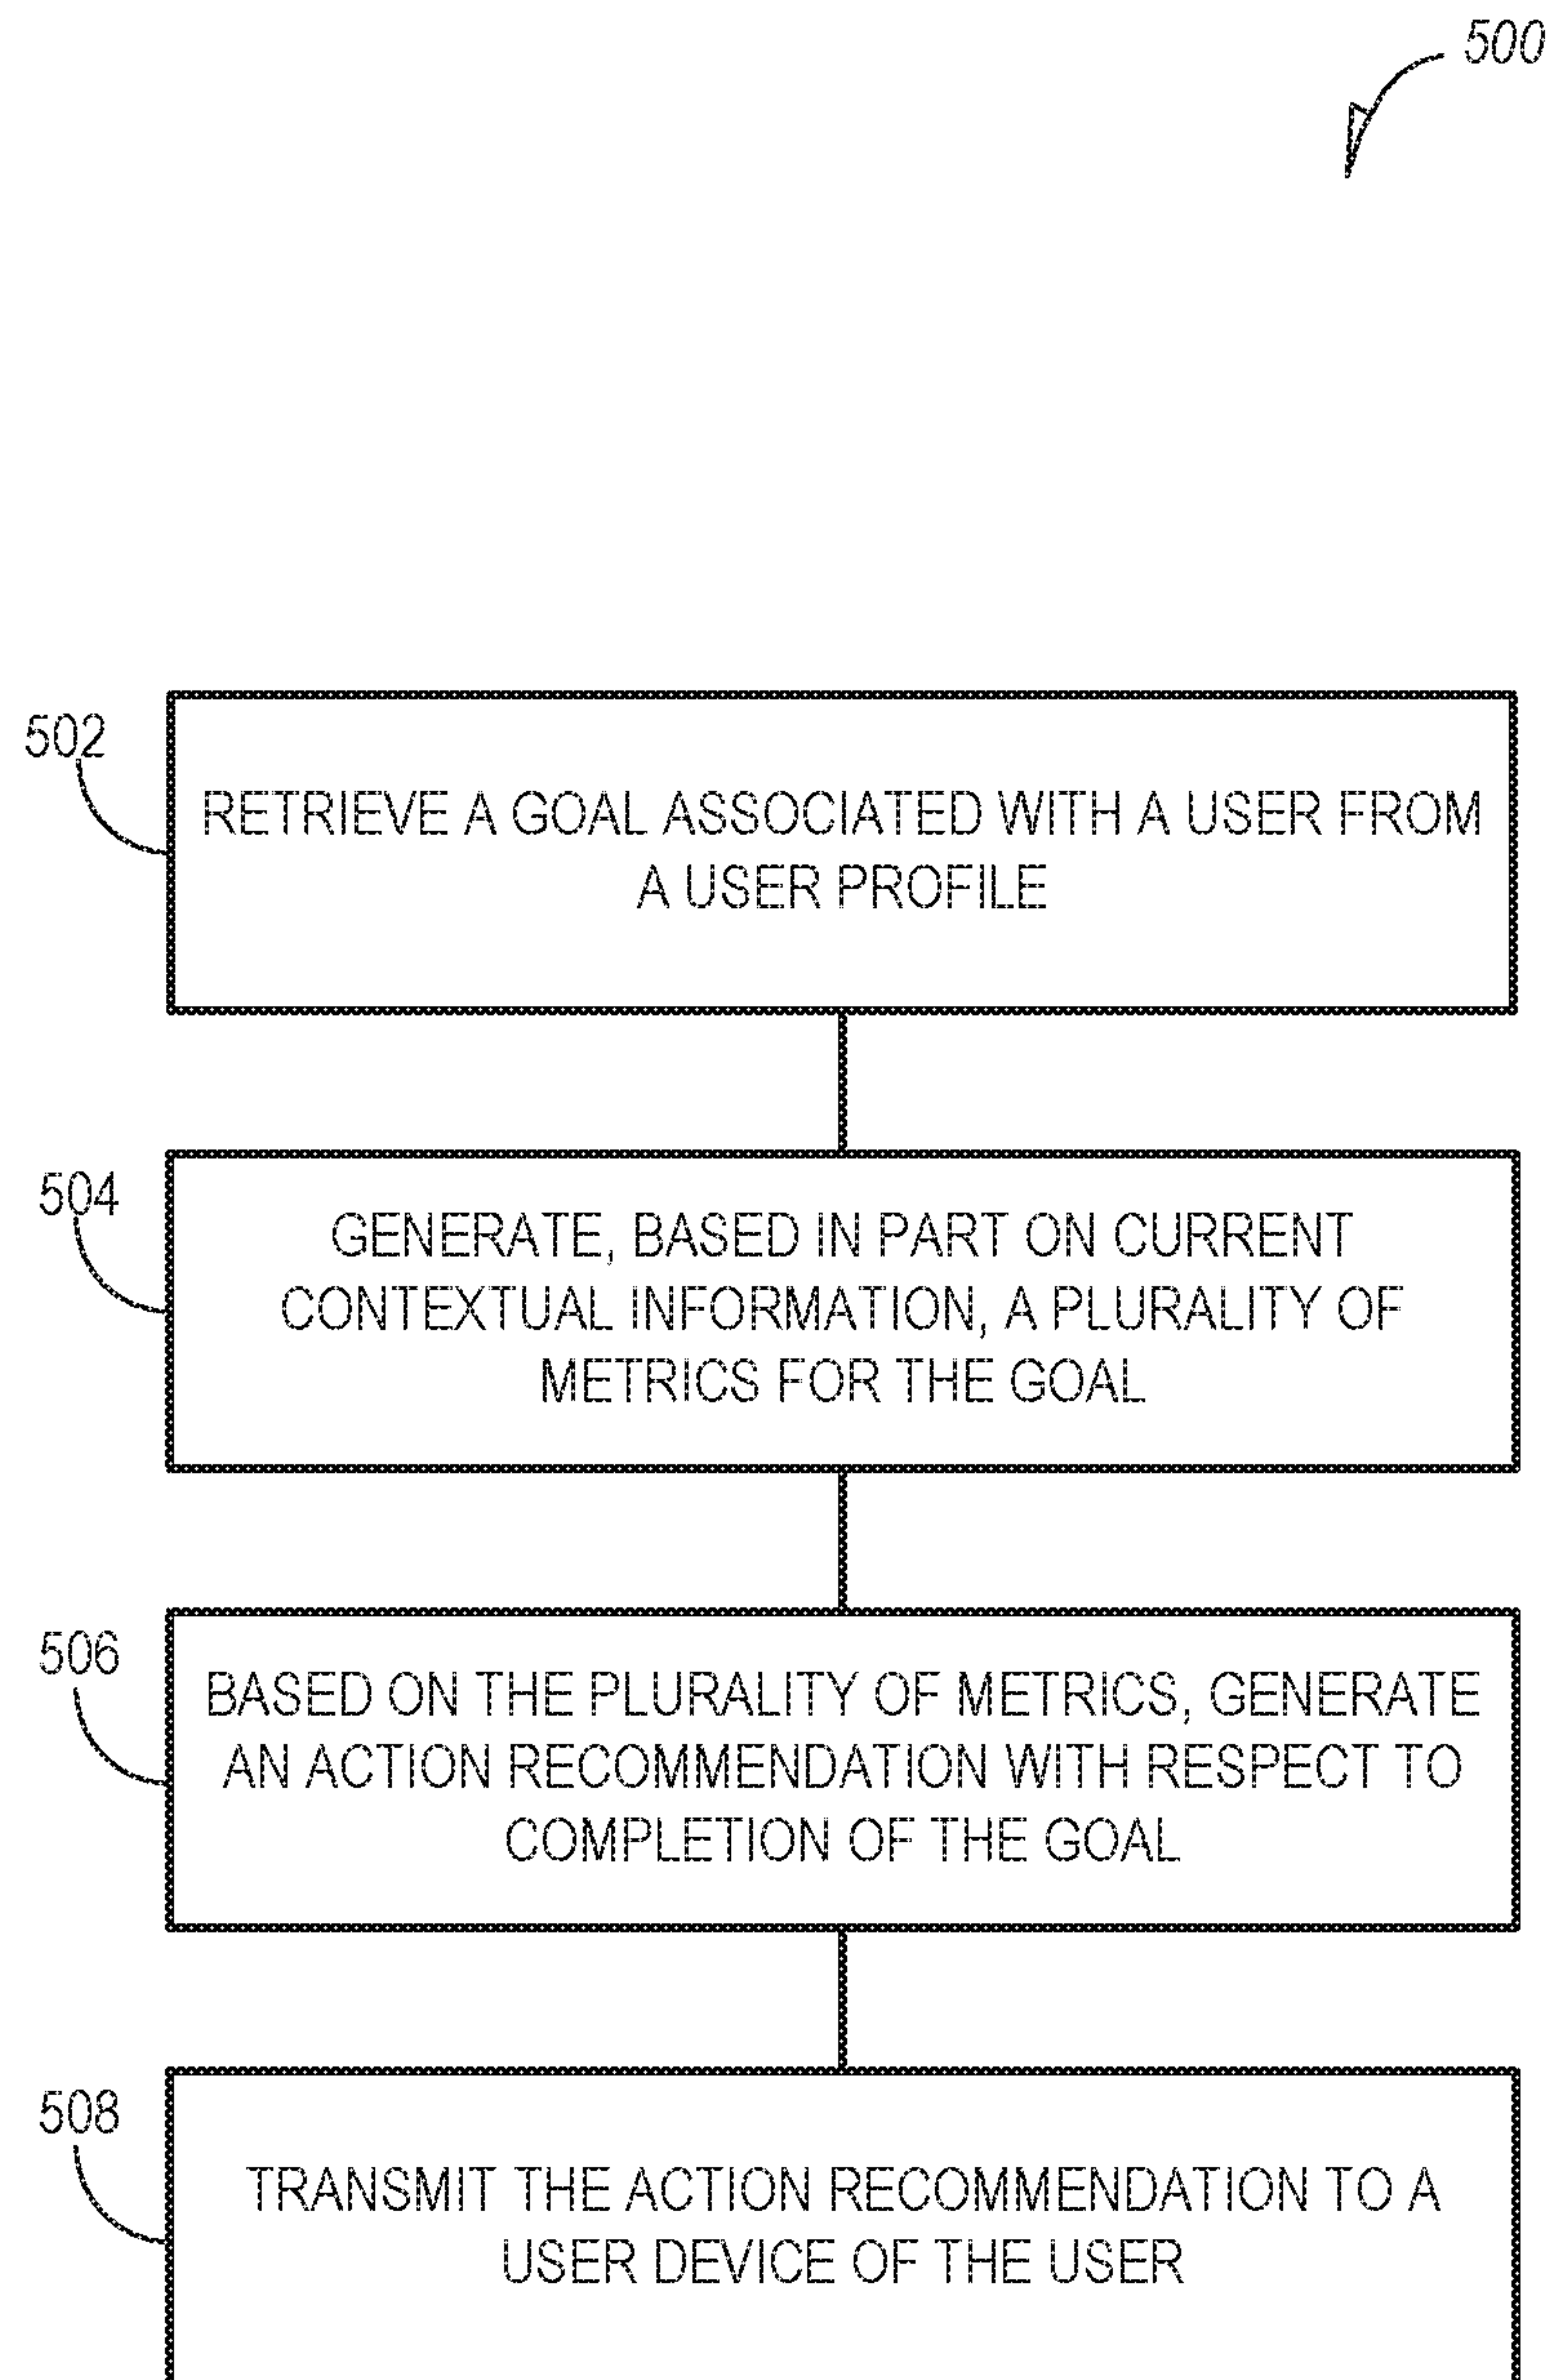 500
502
RETRIEVE A GOAL ASSOCIATED WITH A USER FROM
A USER PROFILE
504
GENERATE, BASED IN PART ON CURRENT
CONTEXTUAL INFORMATION, A PLURALITY OF
METRICS FOR THE GOAL
506
BASED ON THE PLURALITY OF METRICS, GENERATE
AN ACTION RECOMMENDATION WITH RESPECT TO
COMPLETION OF THE GOAL
508
TRANSMIT THE ACTION RECOMMENDATION TO A
USER DEVICE OF THE USER